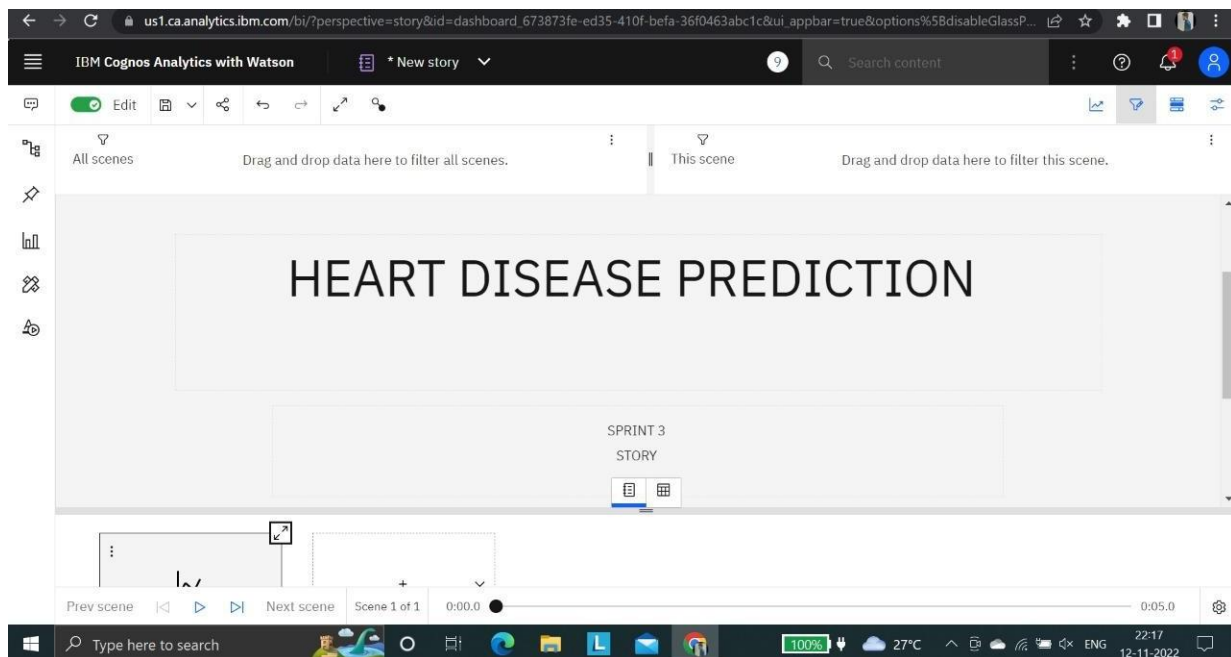 us1.ca.analytics.ibm.com/bi/?perspective=story&id=dashboard_673873fe-ed35-410f-befa-36f0463abc1c&ui_appbar=true&options%5BdisableGlassP...
IBM Cognos Analytics with Watson
* New story
9
Search content
1
Edit
All scenes
Drag and drop data here to filter all scenes.
This scene
Drag and drop data here to filter this scene.
HEART DISEASE PREDICTION
SPRINT 3
STORY
Prev scene
Next scene
Scene 1 of 1
0:00.0
0:05.0
Type here to search
L
100%
27°C
ENG
22:17
12-11-2022